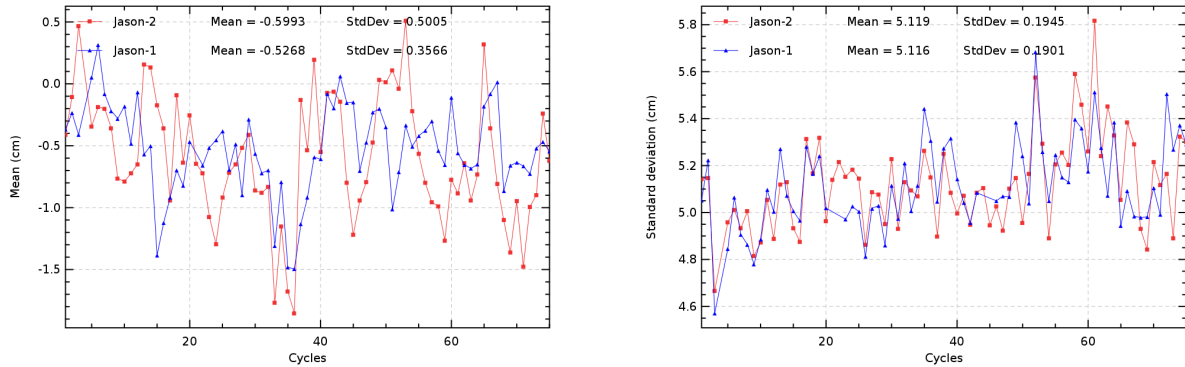 Jason-2 Mean = -0.5993 StdDev = 0.5005
Jason-1 Mean = -0.5268 StdDev = 0.3566
0.5
0.0
-0.5
-1.0
-1.5
Mean (cm)
20 40 60
Cycles
Jason-2 Mean = 5.119 StdDev = 0.1945
Jason-1 Mean = 5.116 StdDev = 0.1901
5.8
5.6
5.4
5.2
5.0
4.8
4.6
Standard deviation (cm)
20 40 60
Cycles